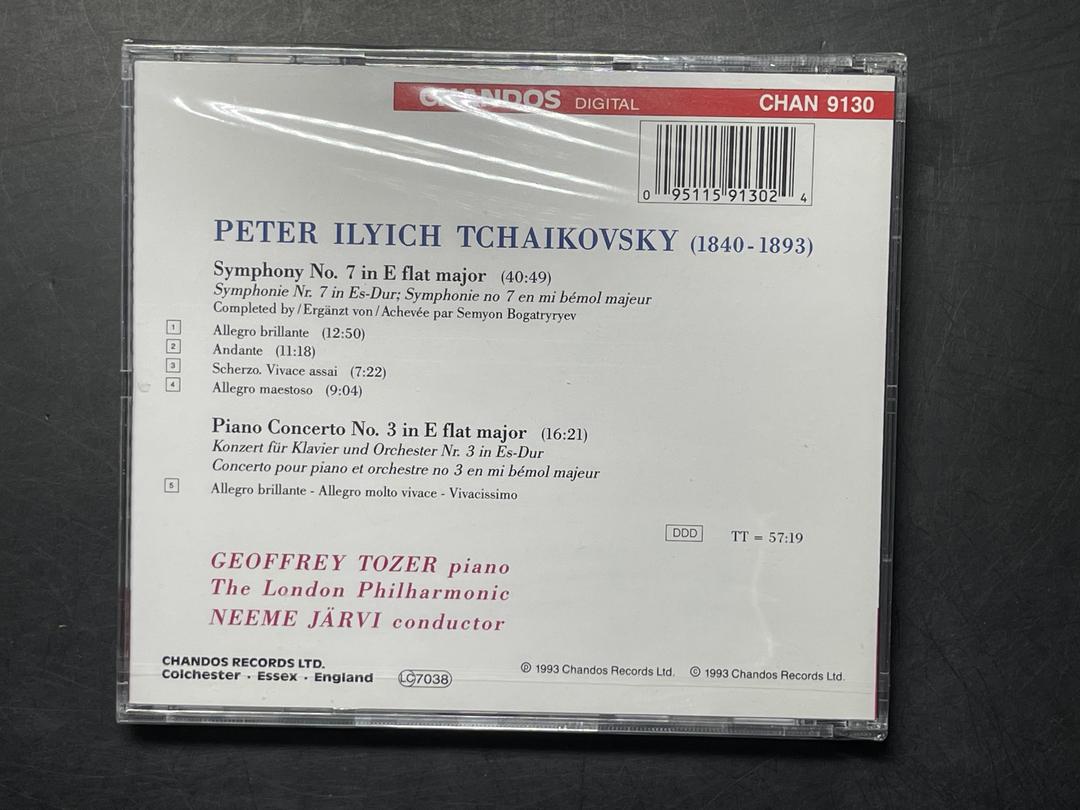 CHANDOS DIGITAL CHAN 9130
0 95115 91302 4
PETER ILYICH TCHAIKOVSKY (1840-1893)
Symphony No. 7 in E flat major (40:49)
Symphonie Nr. 7 in Es-Dur; Symphonie no 7 en mi bémol majeur
Completed by/Ergänzt von/Achevée par Semyon Bogatryryev
1 Allegro brillante (12:50)
2 Andante (11:18)
3 Scherzo. Vivace assai (7:22)
4 Allegro maestoso (9:04)
Piano Concerto No. 3 in E flat major (16:21)
Konzert für Klavier und Orchester Nr. 3 in Es-Dur
Concerto pour piano et orchestre no 3 en mi bémol majeur
5 Allegro brillante - Allegro molto vivace - Vivacissimo
DDD TT = 57:19
GEOFFREY TOZER piano
The London Philharmonic
NEEME JÄRVI conductor
CHANDOS RECORDS LTD.
Colchester · Essex · England LC7038
℗ 1993 Chandos Records Ltd. © 1993 Chandos Records Ltd.